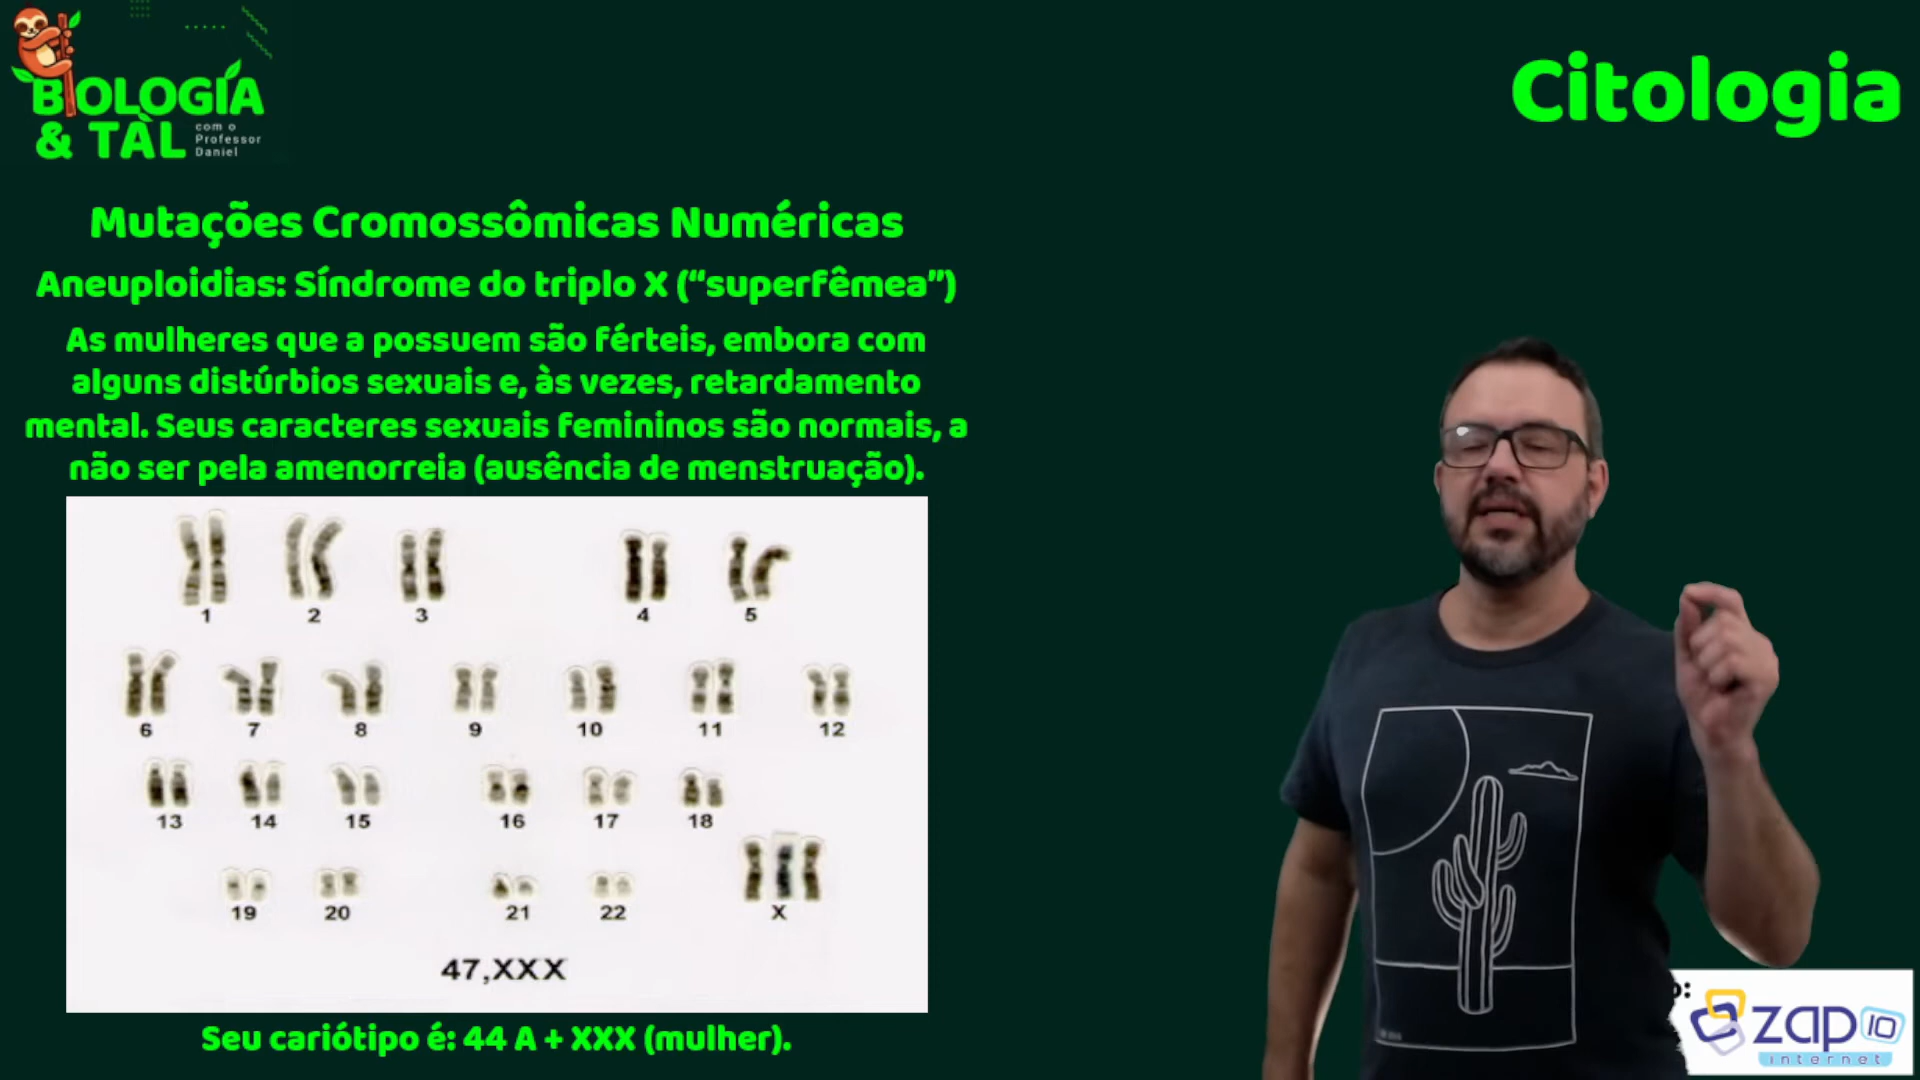 BIOLOGIA
& TAL
com o
Professor
Daniel
Citologia
Mutações Cromossômicas Numéricas
Aneuploidias: Síndrome do triplo X (“superfêmea”)
As mulheres que a possuem são férteis, embora com
alguns distúrbios sexuais e, às vezes, retardamento
mental. Seus caracteres sexuais femininos são normais, a
não ser pela amenorreia (ausência de menstruação).
1 2 3 4 5
6 7 8 9 10 11 12
13 14 15 16 17 18
19 20 21 22 X
47,XXX
Seu cariótipo é: 44 A + XXX (mulher).
zap 10
internet